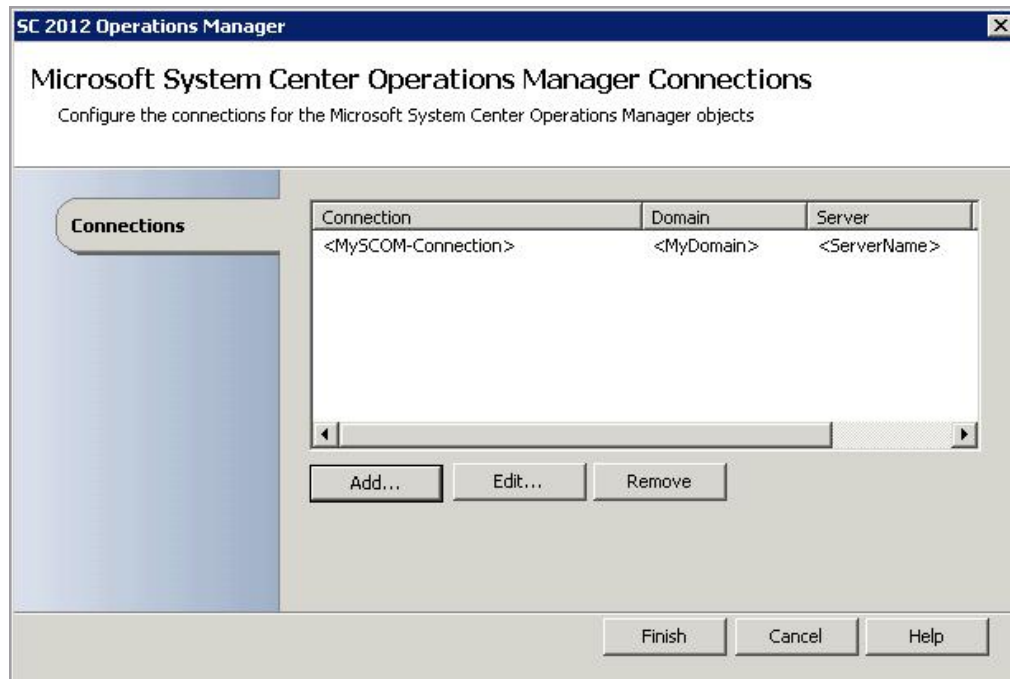 SC 2012 Operations Manager
Microsoft System Center Operations Manager Connections
Configure the connections for the Microsoft System Center Operations Manager objects
Connections
Connection Domain Server
<MySCOM-Connection> <MyDomain> <ServerName>
Add... Edit... Remove
Finish Cancel Help